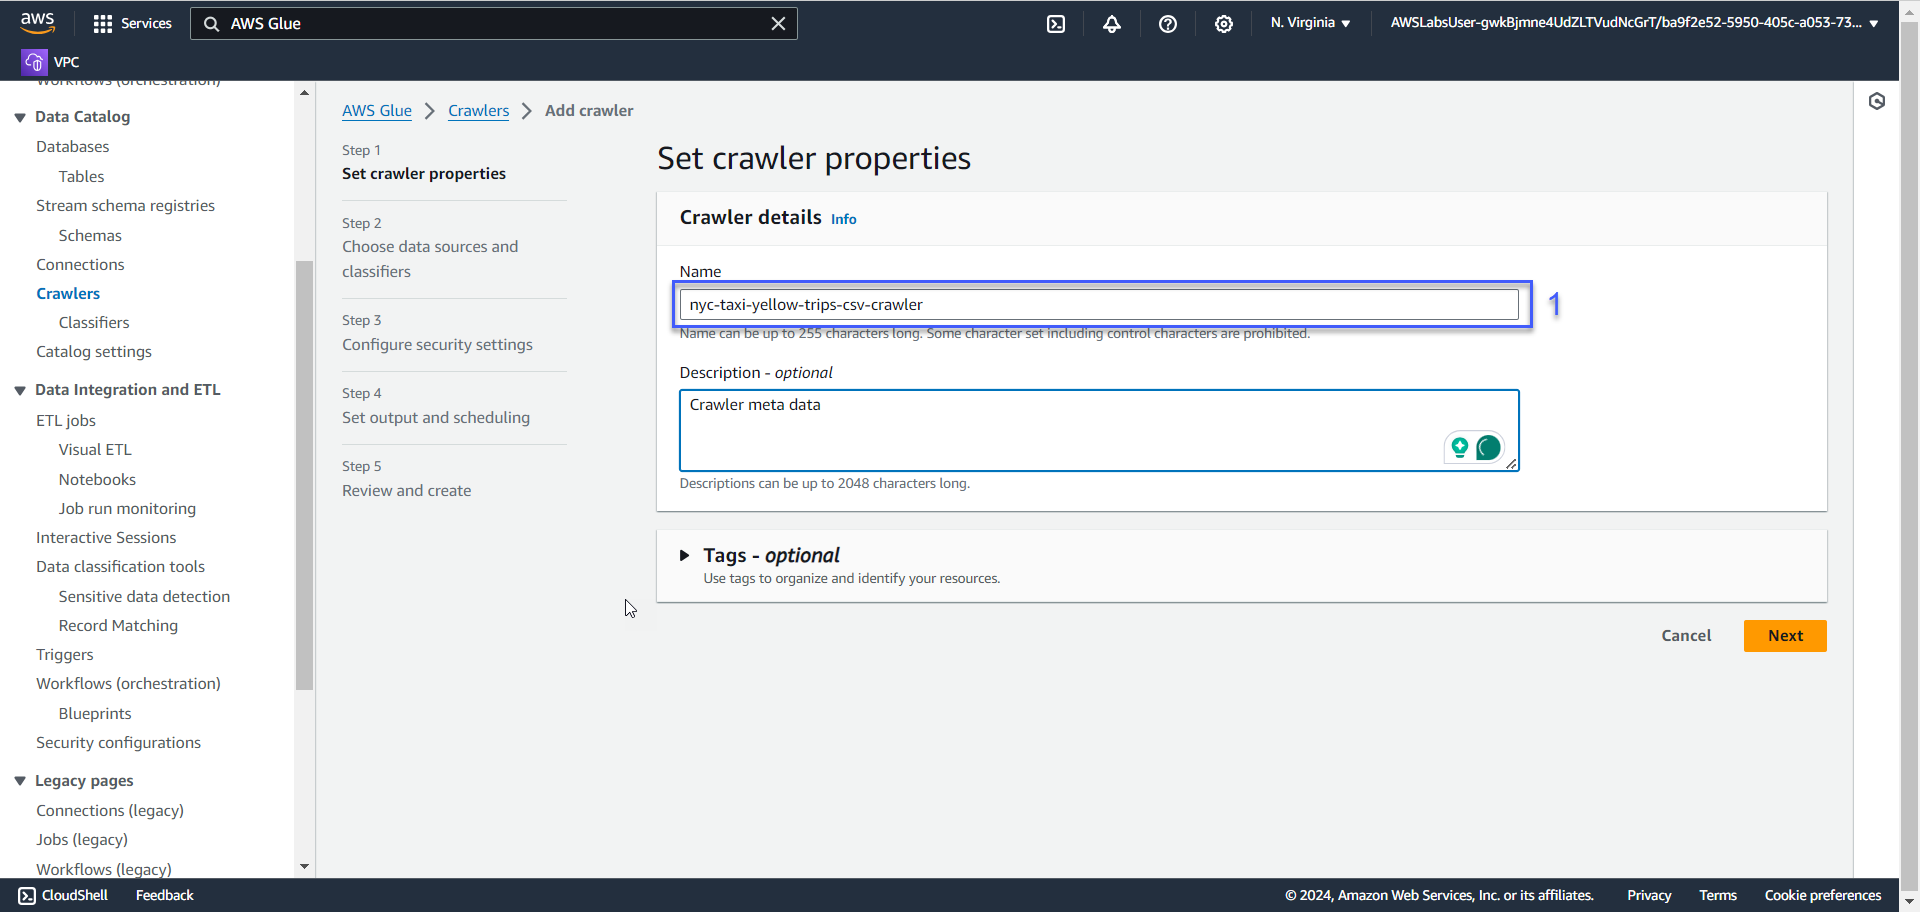 aws
Services
AWS Glue
N. Virginia
AWSLabsUser-gwkBjmne4UdZLTVudNcGrT/ba9f2e52-5950-405c-a053-73...
VPC
Workflows (orchestration)
Data Catalog
Databases
Tables
Stream schema registries
Schemas
Connections
Crawlers
Classifiers
Catalog settings
Data Integration and ETL
ETL jobs
Visual ETL
Notebooks
Job run monitoring
Interactive Sessions
Data classification tools
Sensitive data detection
Record Matching
Triggers
Workflows (orchestration)
Blueprints
Security configurations
Legacy pages
Connections (legacy)
Jobs (legacy)
Workflows (legacy)
AWS Glue
Crawlers
Add crawler
Step 1
Set crawler properties
Step 2
Choose data sources and
classifiers
Step 3
Configure security settings
Step 4
Set output and scheduling
Step 5
Review and create
Set crawler properties
Crawler details Info
Name
nyc-taxi-yellow-trips-csv-crawler
1
Name can be up to 255 characters long. Some character set including control characters are prohibited.
Description - optional
Crawler meta data
Descriptions can be up to 2048 characters long.
Tags - optional
Use tags to organize and identify your resources.
Cancel
Next
CloudShell
Feedback
© 2024, Amazon Web Services, Inc. or its affiliates.
Privacy
Terms
Cookie preferences